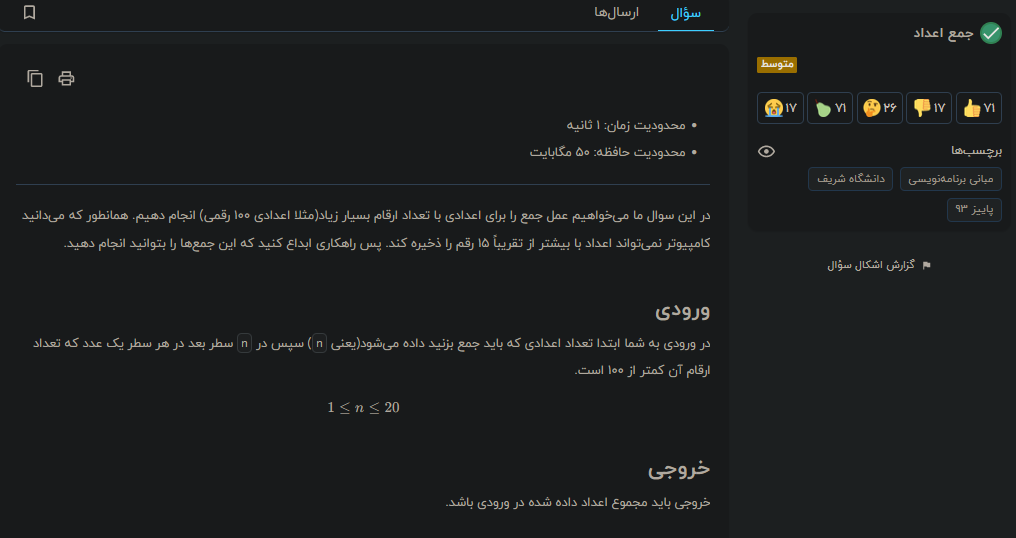 سؤال
ارسال‌ها
جمع اعداد
متوسط
۷۱
۱۷
۲۶
۷۱
۱۷
برچسب‌ها
مبانی برنامه‌نویسی
دانشگاه شریف
پاییز ۹۳
گزارش اشکال سؤال
محدودیت زمان: ۱ ثانیه
محدودیت حافظه: ۵۰ مگابایت
در این سوال ما می‌خواهیم عمل جمع را برای اعدادی با تعداد ارقام بسیار زیاد(مثلا اعدادی ۱۰۰ رقمی) انجام دهیم. همانطور که می‌دانید
کامپیوتر نمی‌تواند اعداد با بیشتر از تقریباً ۱۵ رقم را ذخیره کند. پس راهکاری ابداع کنید که این جمع‌ها را بتوانید انجام دهید.
ورودی
در ورودی به شما ابتدا تعداد اعدادی که باید جمع بزنید داده می‌شود(یعنی n) سپس در n سطر بعد در هر سطر یک عدد که تعداد
ارقام آن کمتر از ۱۰۰ است.
1 ≤ n ≤ 20
خروجی
خروجی باید مجموع اعداد داده شده در ورودی باشد.